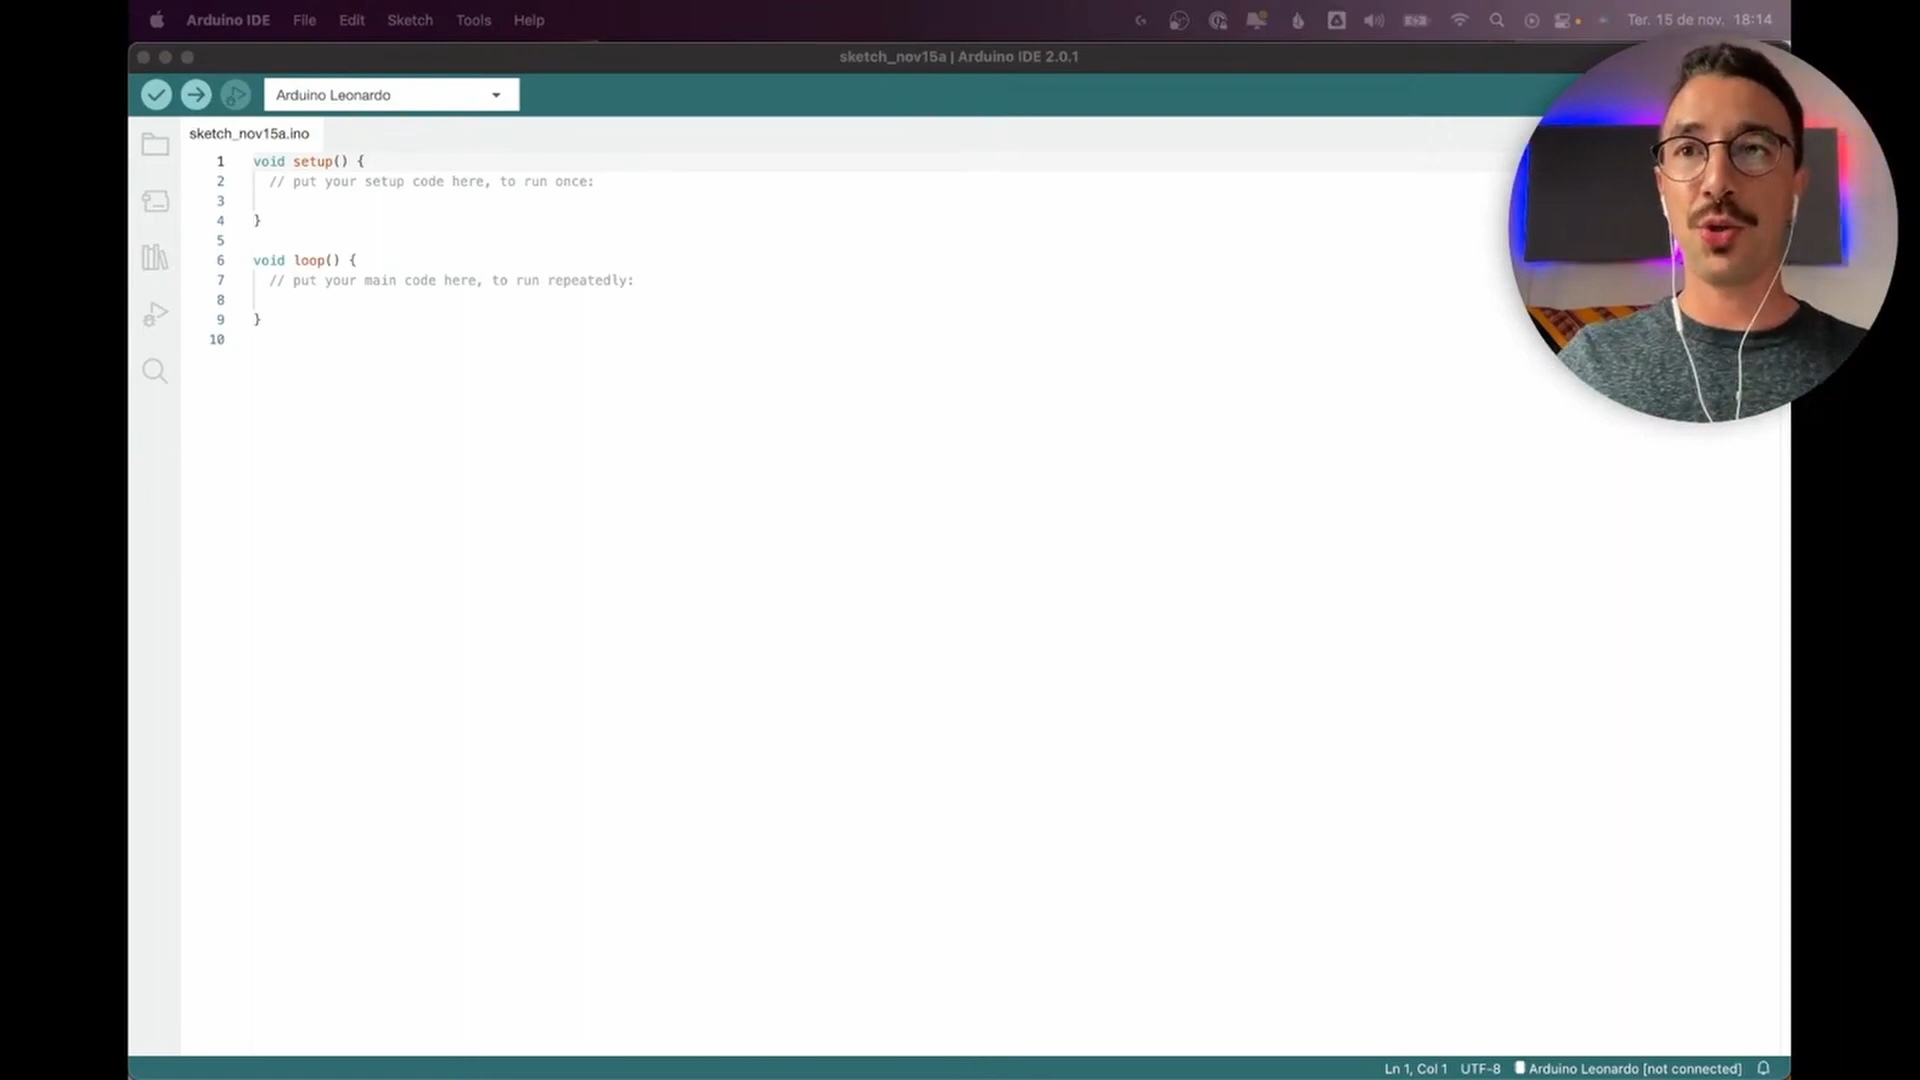 Arduino IDE File Edit Sketch Tools Help Ter. 15 de nov. 18:14
sketch_nov15a | Arduino IDE 2.0.1
Arduino Leonardo
sketch_nov15a.ino
1 void setup() {
2 // put your setup code here, to run once:
3
4 }
5
6 void loop() {
7 // put your main code here, to run repeatedly:
8
9 }
10
Ln 1, Col 1 UTF-8 Arduino Leonardo [not connected]